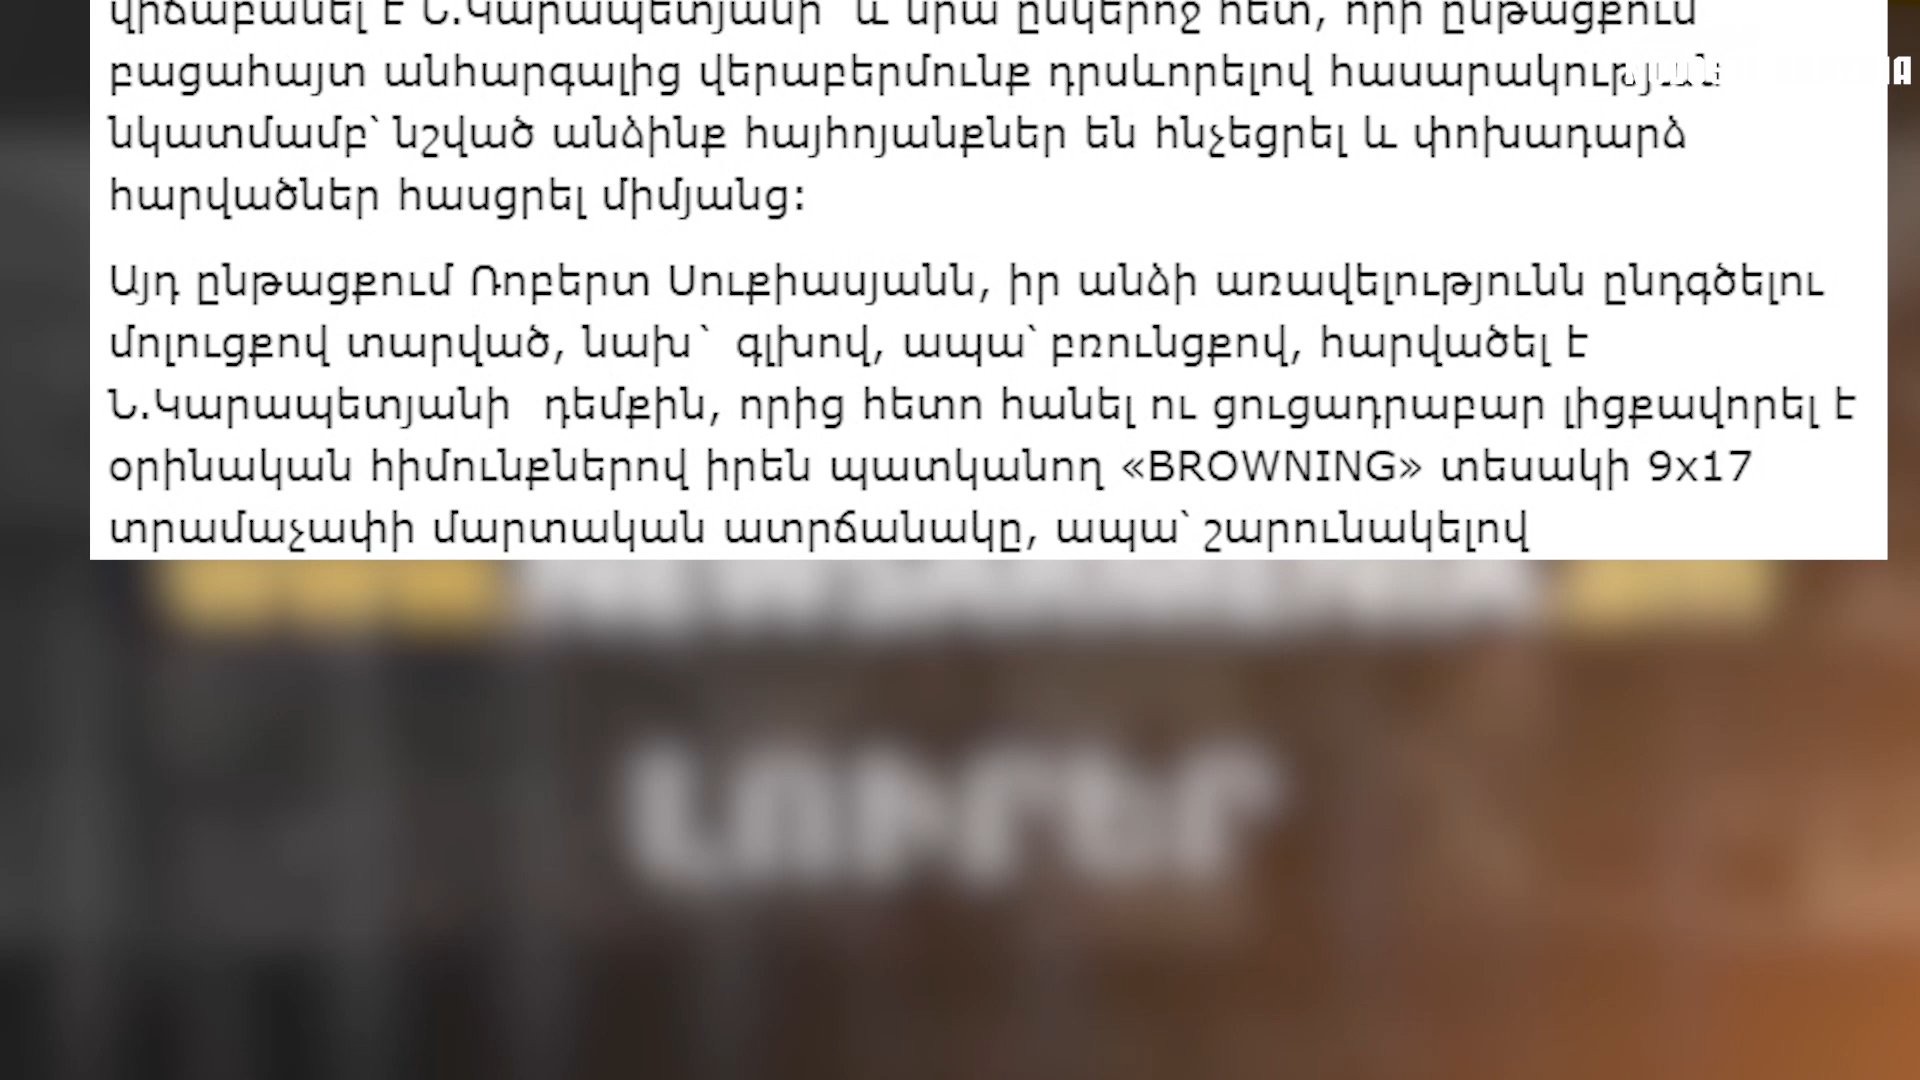 վիճաբանել է Ն.Կարապետյանի և նրա ընկերոջ հետ, որի ընթացքում
բացահայտ անհարգալից վերաբերմունք դրսևորելով հասարակության
նկատմամբ՝ նշված անձինք հայհոյանքներ են հնչեցրել և փոխադարձ
հարվածներ հասցրել միմյանց:
Այդ ընթացքում Ռոբերտ Սուքիասյանն, իր անձի առավելությունն ընդգծելու
մոլուցքով տարված, նախ` գլխով, ապա՝ բռունցքով, հարվածել է
Ն.Կարապետյանի դեմքին, որից հետո հանել ու ցուցադրաբար լիցքավորել է
օրինական հիմունքներով իրեն պատկանող «BROWNING» տեսակի 9x17
տրամաչափի մարտական ատրճանակը, ապա՝ շարունակելով
ԼՈՒՐԵՐ